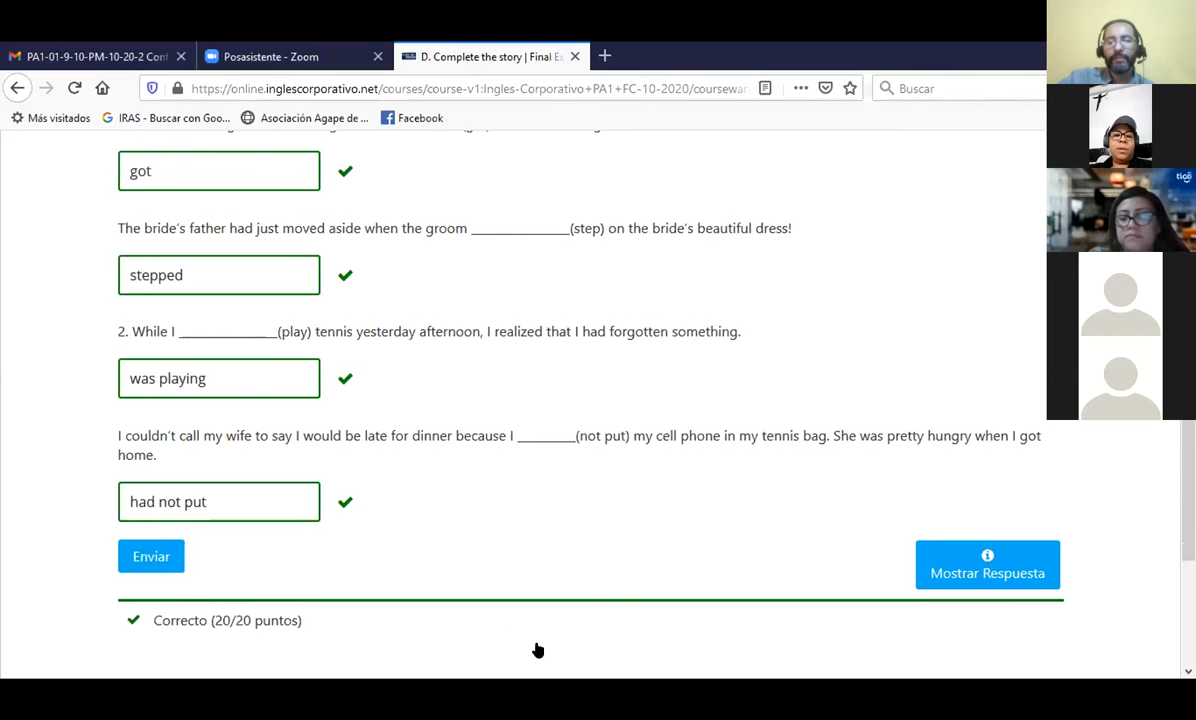 PA1-01-9-10-PM-10-20-2 Con
Posasistente - Zoom
D. Complete the story | Final Ex
https://online.inglescorporativo.net/courses/course-v1:Ingles-Corporativo+PA1+FC-10-2020/coursewar
Buscar
Más visitados
IRAS - Buscar con Goo...
Asociación Agape de ...
Facebook
tigo
got
The bride's father had just moved aside when the groom ______________(step) on the bride's beautiful dress!
stepped
2. While I ______________(play) tennis yesterday afternoon, I realized that I had forgotten something.
was playing
I couldn't call my wife to say I would be late for dinner because I ________(not put) my cell phone in my tennis bag. She was pretty hungry when I got
home.
had not put
Enviar
Mostrar Respuesta
Correcto (20/20 puntos)